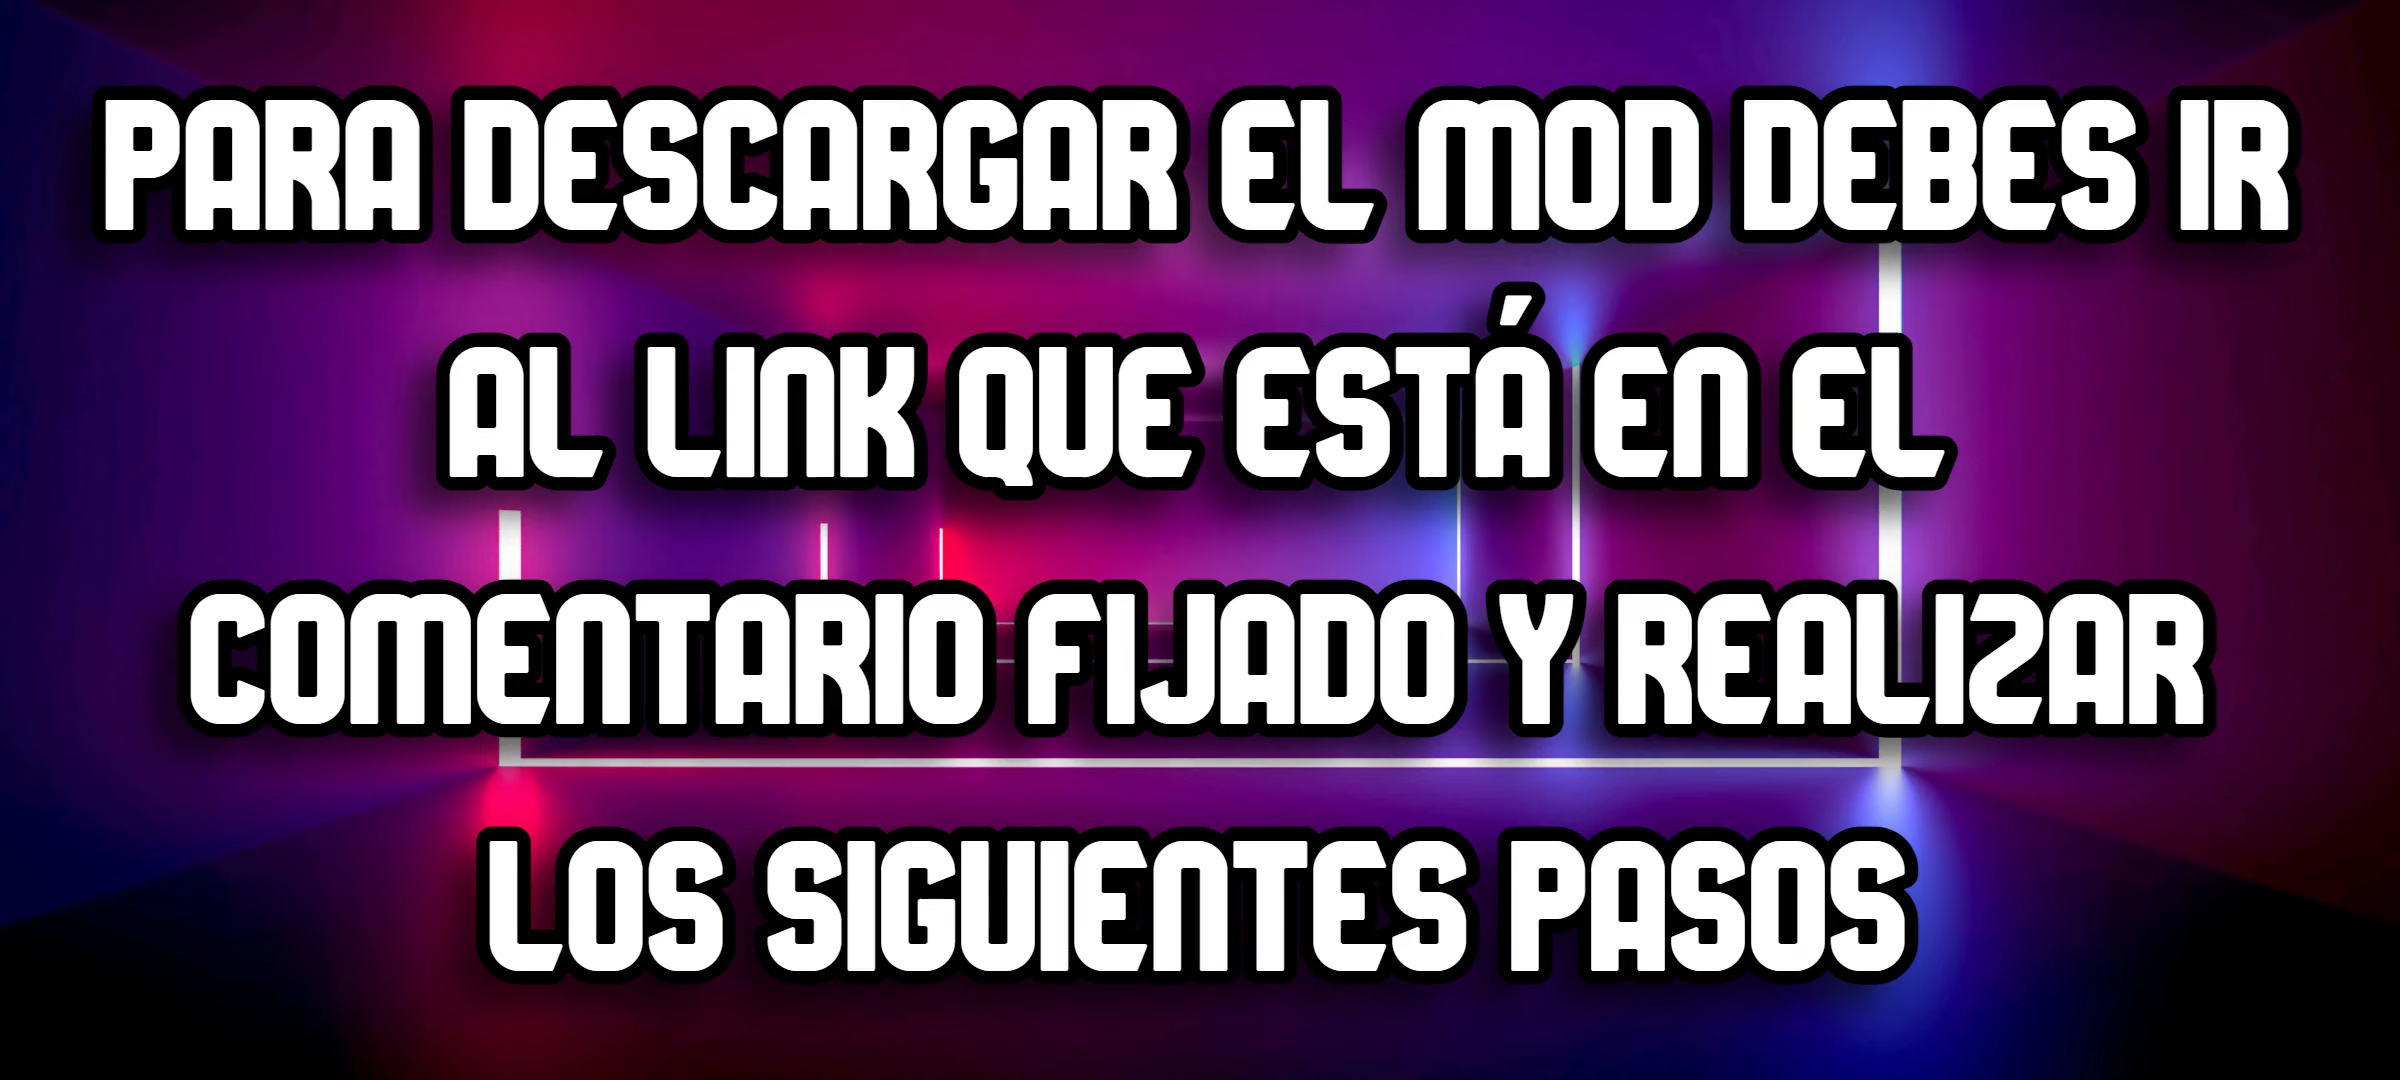 PARA DESCARGAR EL MOD DEBES IR
AL LINK QUE ESTÁ EN EL
COMENTARIO FIJADO Y REALIZAR
LOS SIGUIENTES PASOS